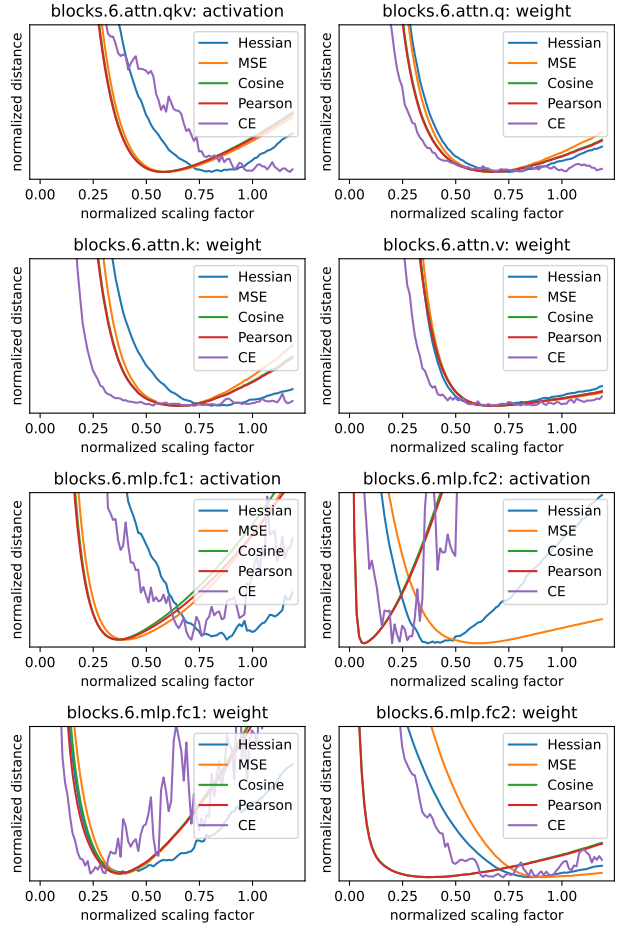 blocks.6.attn.qkv: activation
normalized distance
Hessian
MSE
Cosine
Pearson
CE
0.00 0.25 0.50 0.75 1.00
normalized scaling factor
blocks.6.attn.q: weight
normalized distance
Hessian
MSE
Cosine
Pearson
CE
0.00 0.25 0.50 0.75 1.00
normalized scaling factor
blocks.6.attn.k: weight
normalized distance
Hessian
MSE
Cosine
Pearson
CE
0.00 0.25 0.50 0.75 1.00
normalized scaling factor
blocks.6.attn.v: weight
normalized distance
Hessian
MSE
Cosine
Pearson
CE
0.00 0.25 0.50 0.75 1.00
normalized scaling factor
blocks.6.mlp.fc1: activation
normalized distance
Hessian
MSE
Cosine
Pearson
CE
0.00 0.25 0.50 0.75 1.00
normalized scaling factor
blocks.6.mlp.fc2: activation
normalized distance
Hessian
MSE
Cosine
Pearson
CE
0.00 0.25 0.50 0.75 1.00
normalized scaling factor
blocks.6.mlp.fc1: weight
normalized distance
Hessian
MSE
Cosine
Pearson
CE
0.00 0.25 0.50 0.75 1.00
normalized scaling factor
blocks.6.mlp.fc2: weight
normalized distance
Hessian
MSE
Cosine
Pearson
CE
0.00 0.25 0.50 0.75 1.00
normalized scaling factor